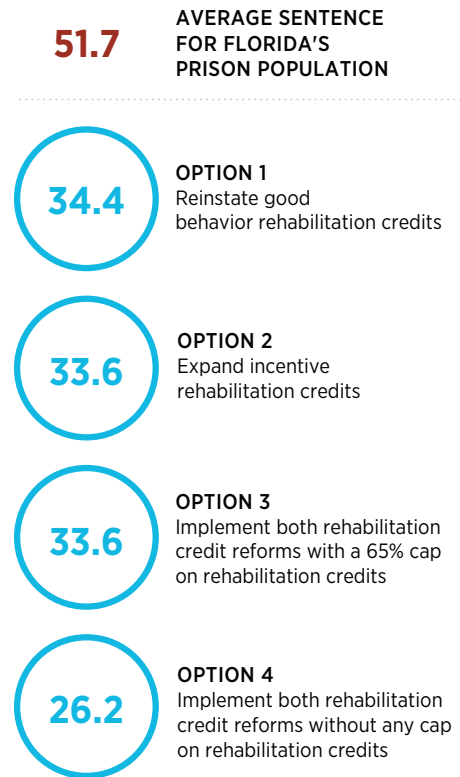 51.7
AVERAGE SENTENCE
FOR FLORIDA'S
PRISON POPULATION
34.4
OPTION 1
Reinstate good
behavior rehabilitation credits
33.6
OPTION 2
Expand incentive
rehabilitation credits
33.6
OPTION 3
Implement both rehabilitation
credit reforms with a 65% cap
on rehabilitation credits
26.2
OPTION 4
Implement both rehabilitation
credit reforms without any cap
on rehabilitation credits